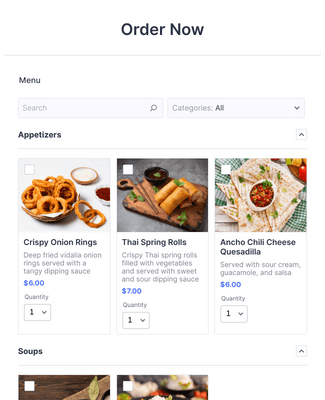 Order Now
Menu
Search
Categories: All
Appetizers
Crispy Onion Rings
Deep fried vidalia onion
rings served with a
tangy dipping sauce
$6.00
Quantity
1
Thai Spring Rolls
Crispy Thai spring rolls
filled with vegetables
and served with sweet
and sour dipping sauce
$7.00
Quantity
1
Ancho Chili Cheese
Quesadilla
Served with sour cream,
guacamole, and salsa
$6.00
Quantity
1
Soups